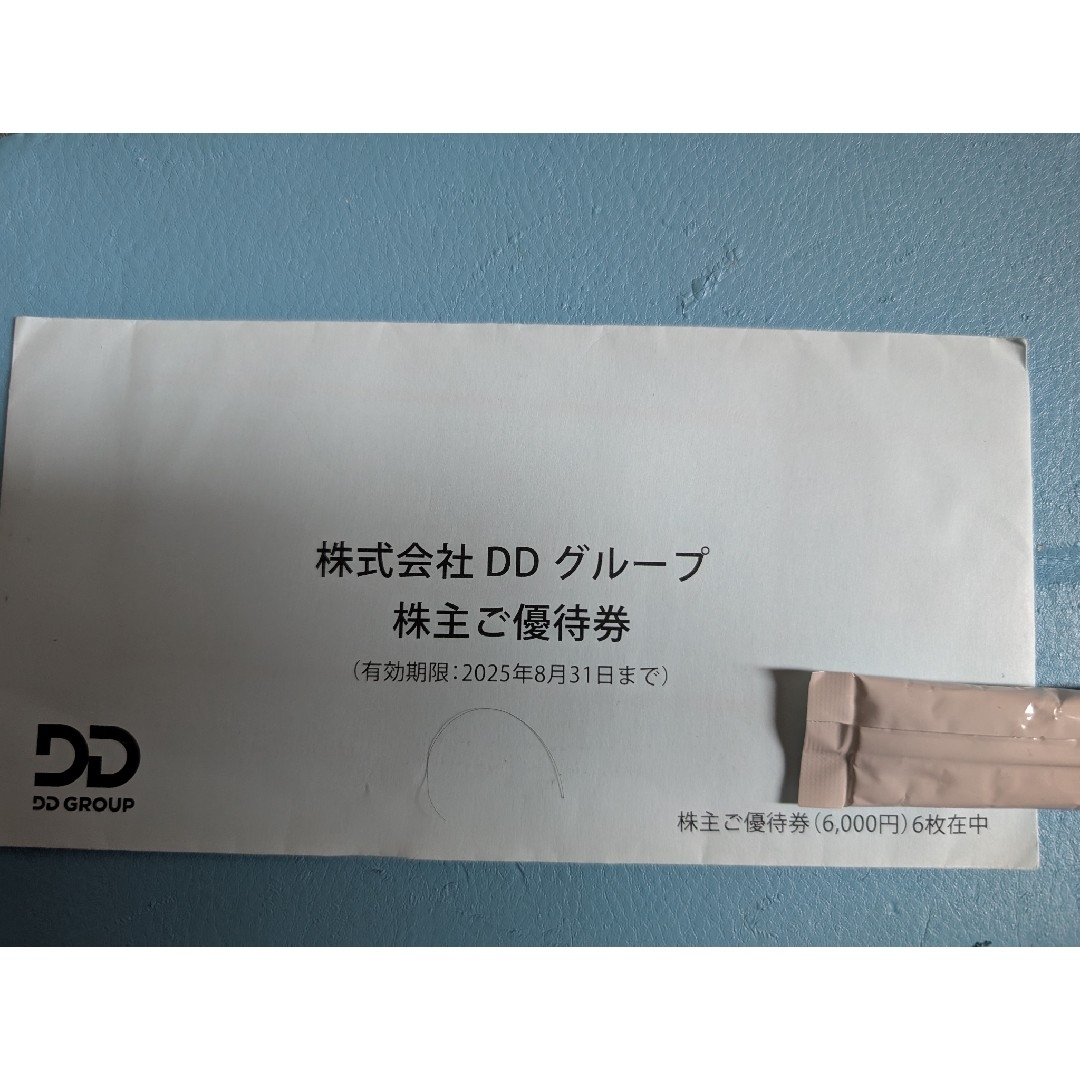 株式会社 DD グループ
株主ご優待券
（有効期限：2025年8月31日まで）
DD
DD GROUP
株主ご優待券（6,000円）6枚在中